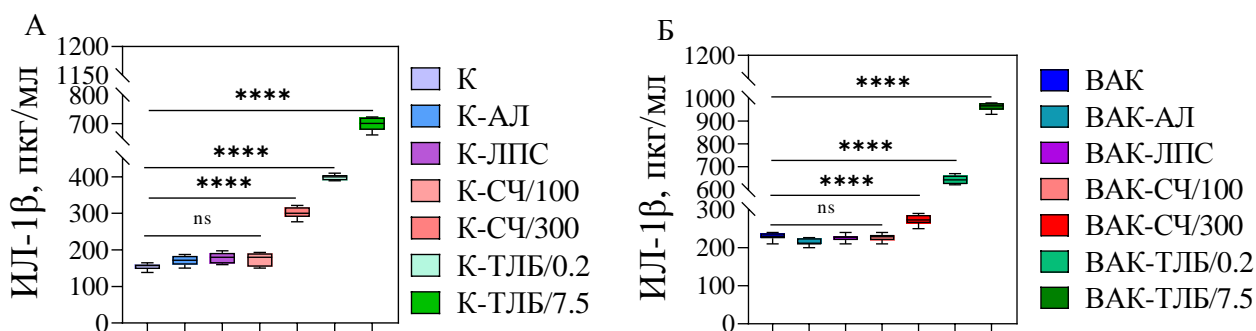 А
ИЛ-1β, пкг/мл
1200
1150
800
700
400
300
200
100
0
****
****
****
ns
К
К-АЛ
К-ЛПС
К-СЧ/100
К-СЧ/300
К-ТЛБ/0.2
К-ТЛБ/7.5
Б
ИЛ-1β, пкг/мл
1200
1000
900
700
600
300
200
100
0
****
****
****
ns
ВАК
ВАК-АЛ
ВАК-ЛПС
ВАК-СЧ/100
ВАК-СЧ/300
ВАК-ТЛБ/0.2
ВАК-ТЛБ/7.5